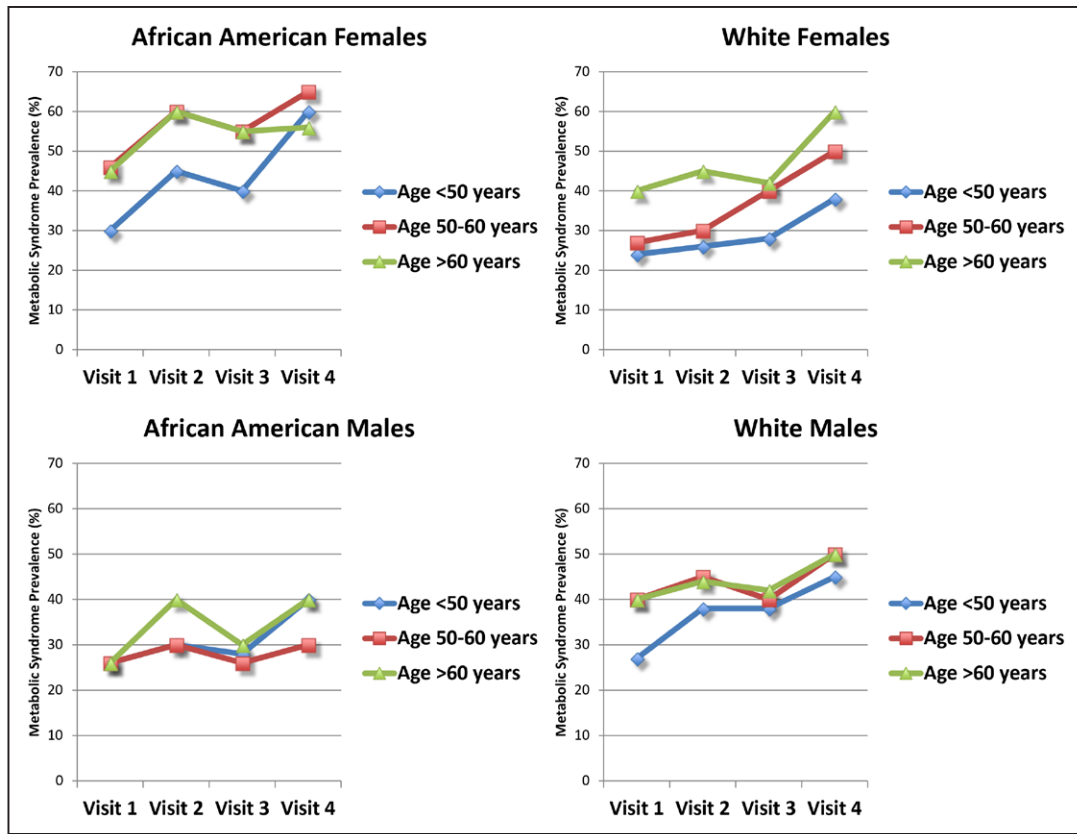 African American Females
Metabolic Syndrome Prevalence (%)
70
60
50
40
30
20
10
0
Visit 1 Visit 2 Visit 3 Visit 4
Age <50 years
Age 50-60 years
Age >60 years
White Females
Metabolic Syndrome Prevalence (%)
70
60
50
40
30
20
10
0
Visit 1 Visit 2 Visit 3 Visit 4
Age <50 years
Age 50-60 years
Age >60 years
African American Males
Metabolic Syndrome Prevalence (%)
70
60
50
40
30
20
10
0
Visit 1 Visit 2 Visit 3 Visit 4
Age <50 years
Age 50-60 years
Age >60 years
White Males
Metabolic Syndrome Prevalence (%)
70
60
50
40
30
20
10
0
Visit 1 Visit 2 Visit 3 Visit 4
Age <50 years
Age 50-60 years
Age >60 years